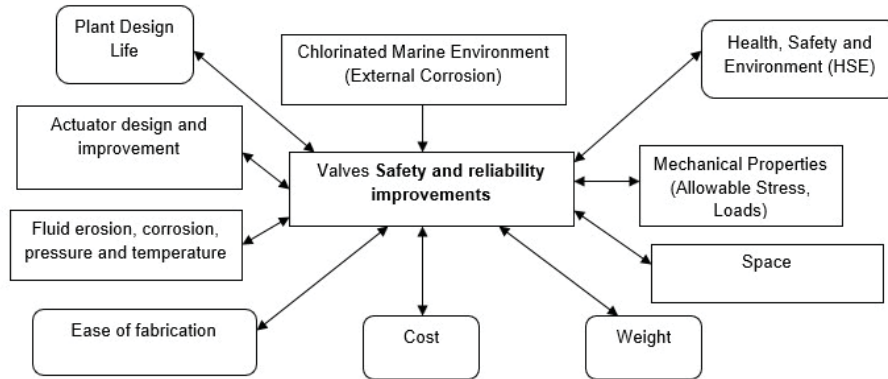 Plant Design
Life
Chlorinated Marine Environment
(External Corrosion)
Health, Safety and
Environment (HSE)
Actuator design and
improvement
Valves Safety and reliability
improvements
Mechanical Properties
(Allowable Stress,
Loads)
Fluid erosion, corrosion,
pressure and temperature
Space
Ease of fabrication
Cost
Weight